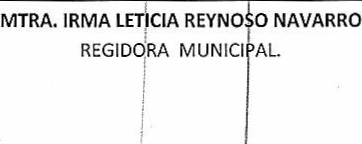 MTRA. IRMA LETICIA REYNOSO NAVARRO
REGIDORA MUNICIPAL.